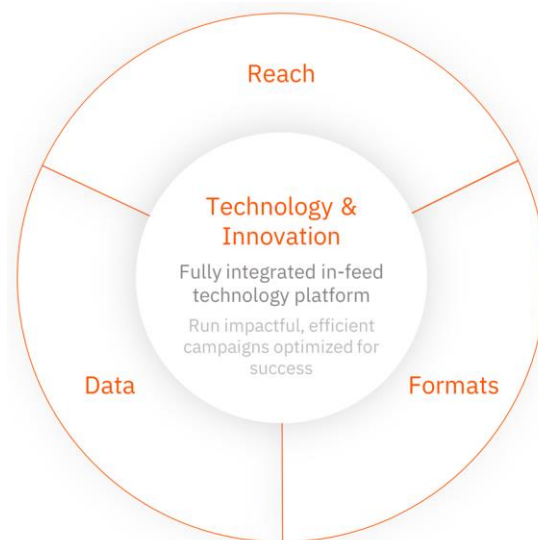 Reach
Technology &
Innovation
Fully integrated in-feed
technology platform
Run impactful, efficient
campaigns optimized for
success
Data
Formats